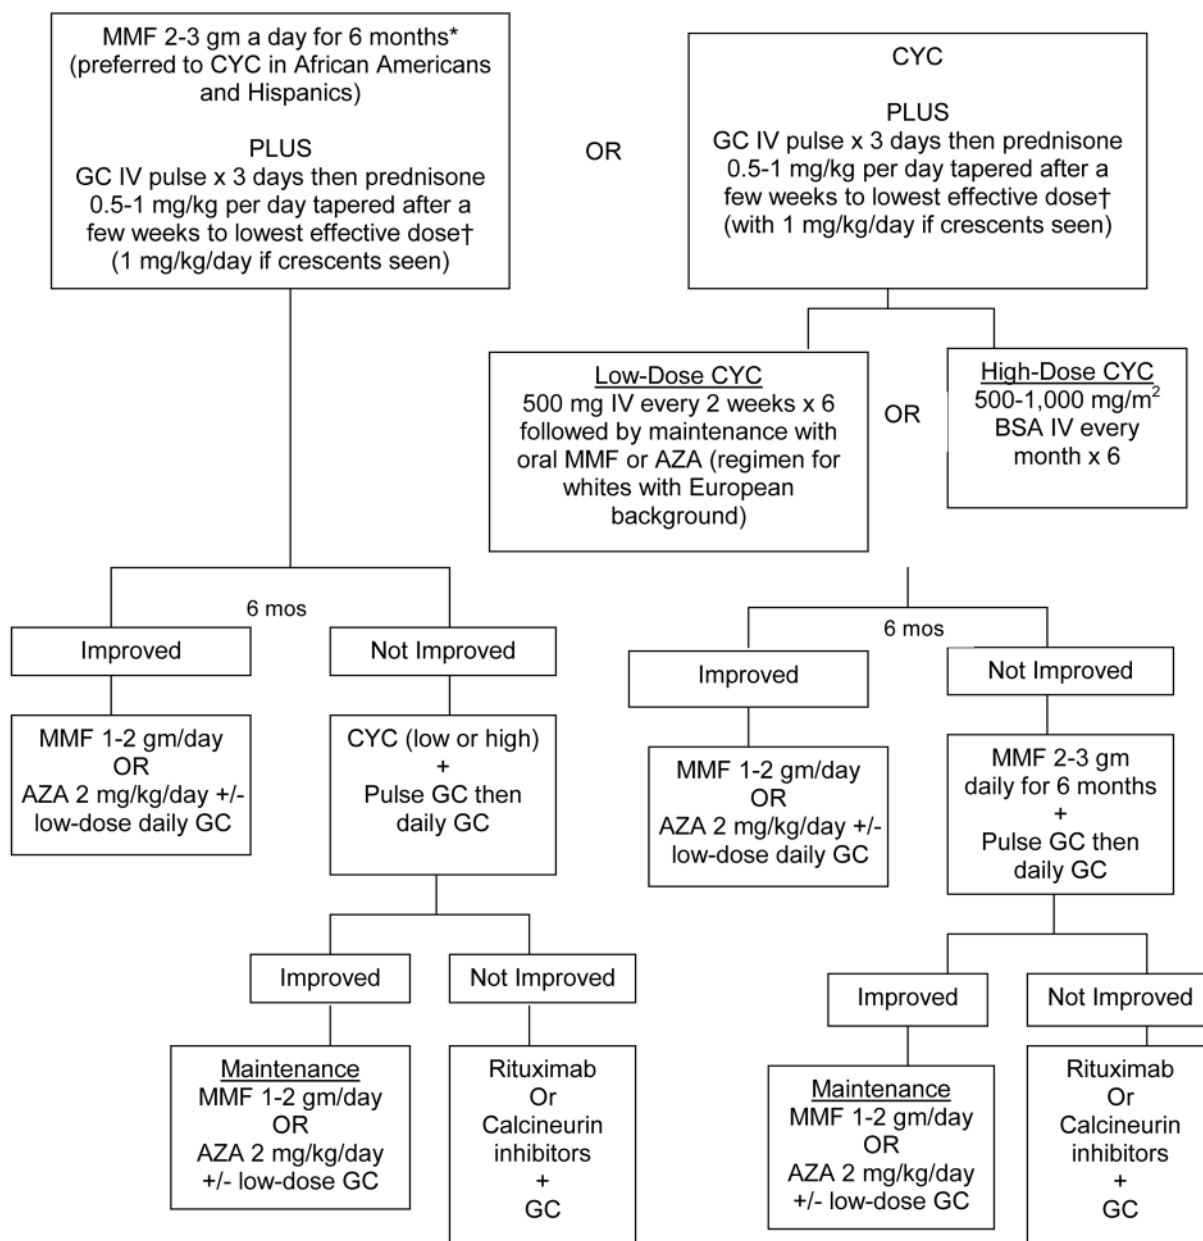 MMF 2-3 gm a day for 6 months*
(preferred to CYC in African Americans
and Hispanics)
PLUS
GC IV pulse x 3 days then prednisone
0.5-1 mg/kg per day tapered after a
few weeks to lowest effective dose†
(1 mg/kg/day if crescents seen)
OR
CYC
PLUS
GC IV pulse x 3 days then prednisone
0.5-1 mg/kg per day tapered after a
few weeks to lowest effective dose†
(with 1 mg/kg/day if crescents seen)
Low-Dose CYC
500 mg IV every 2 weeks x 6
followed by maintenance with
oral MMF or AZA (regimen for
whites with European
background)
OR
High-Dose CYC
500-1,000 mg/m²
BSA IV every
month x 6
6 mos
Improved
Not Improved
MMF 1-2 gm/day
OR
AZA 2 mg/kg/day +/-
low-dose daily GC
CYC (low or high)
+
Pulse GC then
daily GC
Improved
Not Improved
Maintenance
MMF 1-2 gm/day
OR
AZA 2 mg/kg/day
+/- low-dose GC
Rituximab
Or
Calcineurin
inhibitors
+
GC
6 mos
Improved
Not Improved
MMF 1-2 gm/day
OR
AZA 2 mg/kg/day +/-
low-dose daily GC
MMF 2-3 gm
daily for 6 months
+
Pulse GC then
daily GC
Improved
Not Improved
Maintenance
MMF 1-2 gm/day
OR
AZA 2 mg/kg/day
+/- low-dose GC
Rituximab
Or
Calcineurin
inhibitors
+
GC